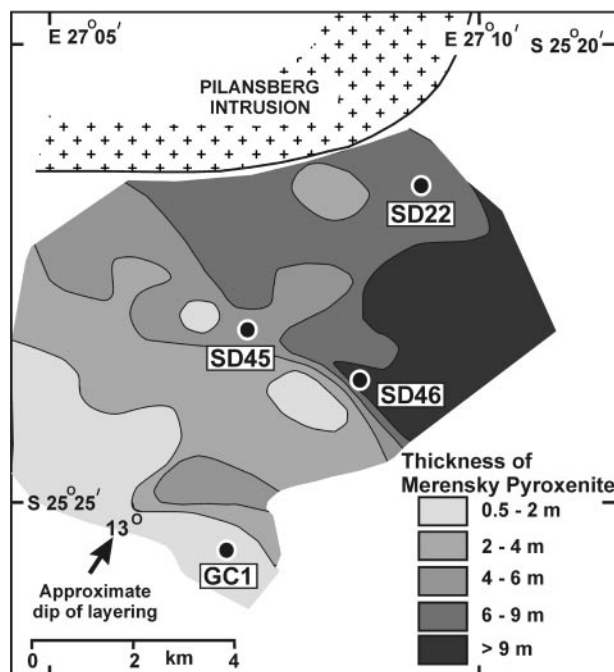 E 27°05′
E 27°10′
S 25°20′
PILANSBERG
INTRUSION
SD22
SD45
SD46
S 25°25′
13°
GC1
Approximate
dip of layering
0 2 4
km
Thickness of
Merensky Pyroxenite
0.5 - 2 m
2 - 4 m
4 - 6 m
6 - 9 m
> 9 m